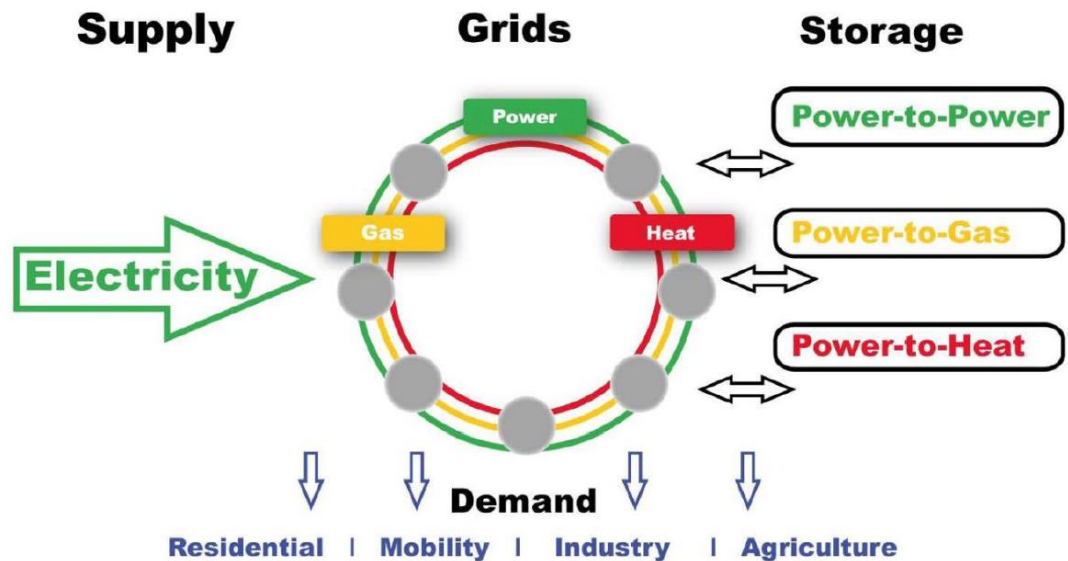 Supply Grids Storage
Power
Power-to-Power
Gas
Heat
Power-to-Gas
Electricity
Power-to-Heat
Demand
Residential | Mobility | Industry | Agriculture